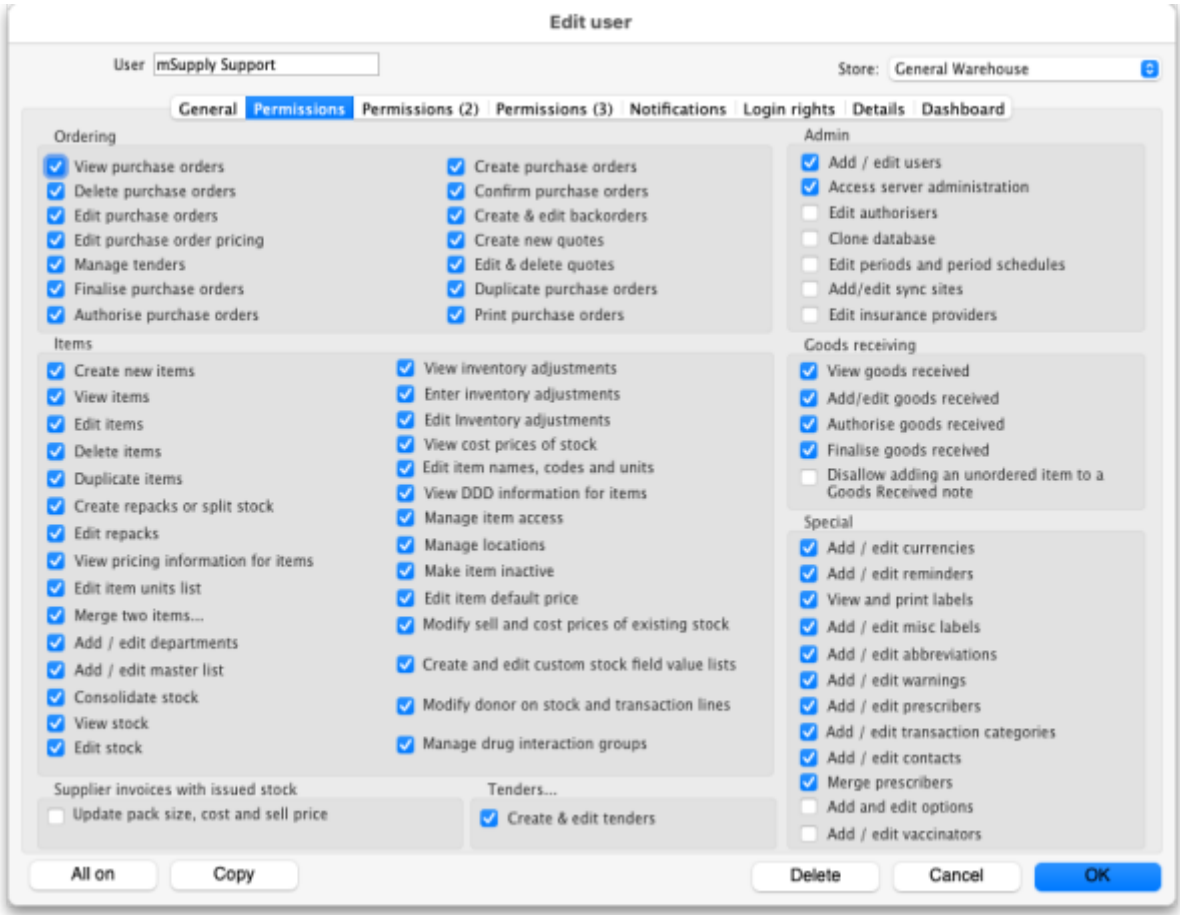 Edit user
User mSupply Support
Store: General Warehouse
General Permissions Permissions (2) Permissions (3) Notifications Login rights Details Dashboard
Ordering
View purchase orders
Delete purchase orders
Edit purchase orders
Edit purchase order pricing
Manage tenders
Finalise purchase orders
Authorise purchase orders
Create purchase orders
Confirm purchase orders
Create & edit backorders
Create new quotes
Edit & delete quotes
Duplicate purchase orders
Print purchase orders
Items
Create new items
View items
Edit items
Delete items
Duplicate items
Create repacks or split stock
Edit repacks
View pricing information for items
Edit item units list
Merge two items...
Add / edit departments
Add / edit master list
Consolidate stock
View stock
Edit stock
View inventory adjustments
Enter inventory adjustments
Edit Inventory adjustments
View cost prices of stock
Edit item names, codes and units
View DDD information for items
Manage item access
Manage locations
Make item inactive
Edit item default price
Modify sell and cost prices of existing stock
Create and edit custom stock field value lists
Modify donor on stock and transaction lines
Manage drug interaction groups
Supplier invoices with issued stock
Update pack size, cost and sell price
Tenders...
Create & edit tenders
Admin
Add / edit users
Access server administration
Edit authorisers
Clone database
Edit periods and period schedules
Add/edit sync sites
Edit insurance providers
Goods receiving
View goods received
Add/edit goods received
Authorise goods received
Finalise goods received
Disallow adding an unordered item to a
Goods Received note
Special
Add / edit currencies
Add / edit reminders
View and print labels
Add / edit misc labels
Add / edit abbreviations
Add / edit warnings
Add / edit prescribers
Add / edit transaction categories
Add / edit contacts
Merge prescribers
Add and edit options
Add / edit vaccinators
All on
Copy
Delete
Cancel
OK